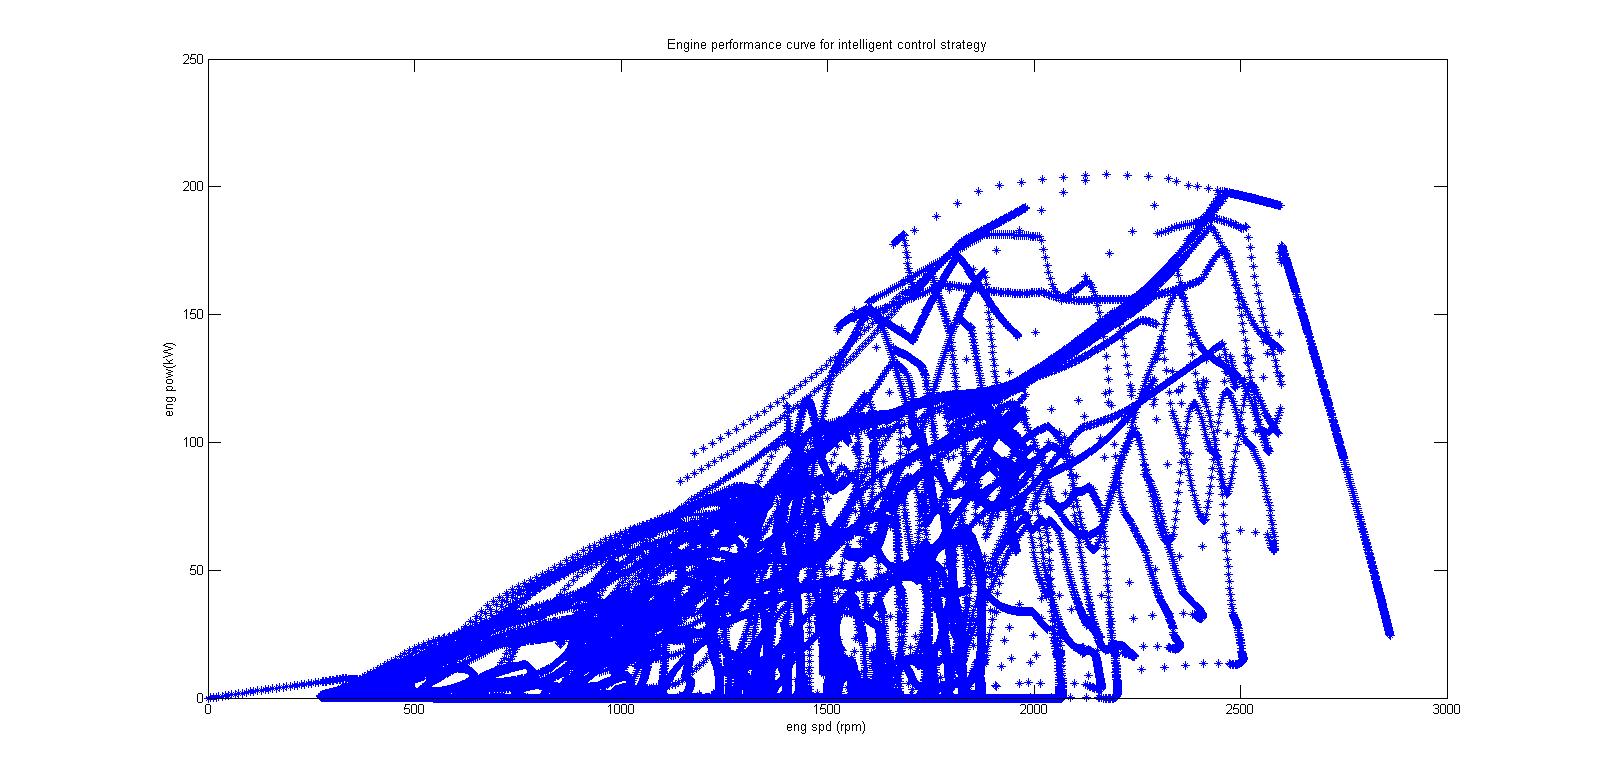 Engine performance curve for intelligent control strategy
250
200
150
100
50
0
eng pow(kW)
0 500 1000 1500 2000 2500 3000
eng spd (rpm)